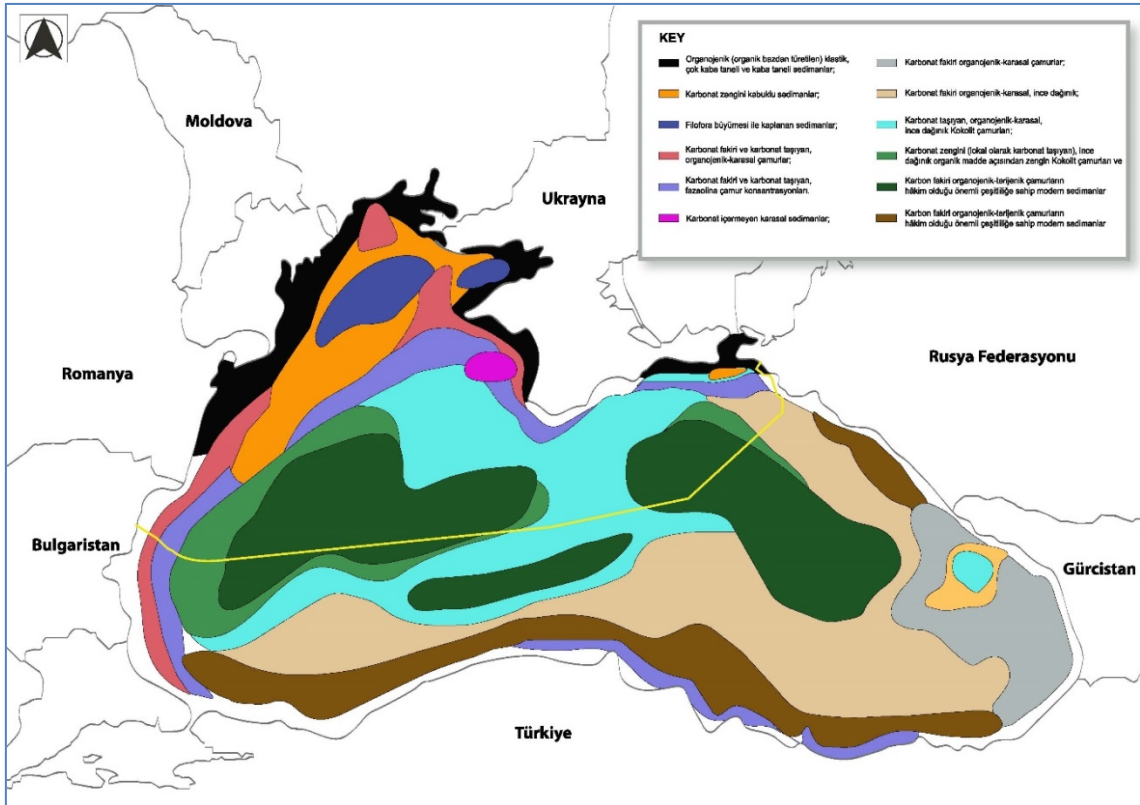 KEY
Organojenik (organik bazdan türetilen) klastik,
çok kaba taneli ve kaba taneli sedimanlar;
Karbonat zengini kabuklu sedimanlar;
Filofora büyümesi ile kaplanan sedimanlar;
Karbonat fakiri ve karbonat taşıyan,
organojenik-karasal çamurlar;
Karbonat fakiri ve karbonat taşıyan,
fazaolina çamur konsantrasyonları.
Karbonat içermeyen karasal sedimanlar;
Karbonat fakiri organojenik-karasal çamurlar;
Karbonat fakiri organojenik-karasal, ince dağınık;
Karbonat taşıyan, organojenik-karasal,
ince dağınık Kokolit çamurları;
Karbonat zengini (lokal olarak karbonat taşıyan), ince
dağınık organik madde açısından zengin Kokolit çamurları ve
Karbon fakiri organojenik-terijenik çamurların
hâkim olduğu önemli çeşitliliğe sahip modern sedimanlar
Karbon fakiri organojenik-terijenik çamurların
hâkim olduğu önemli çeşitliliğe sahip modern sedimanlar
Moldova
Ukrayna
Romanya
Rusya Federasyonu
Bulgaristan
Gürcistan
Türkiye